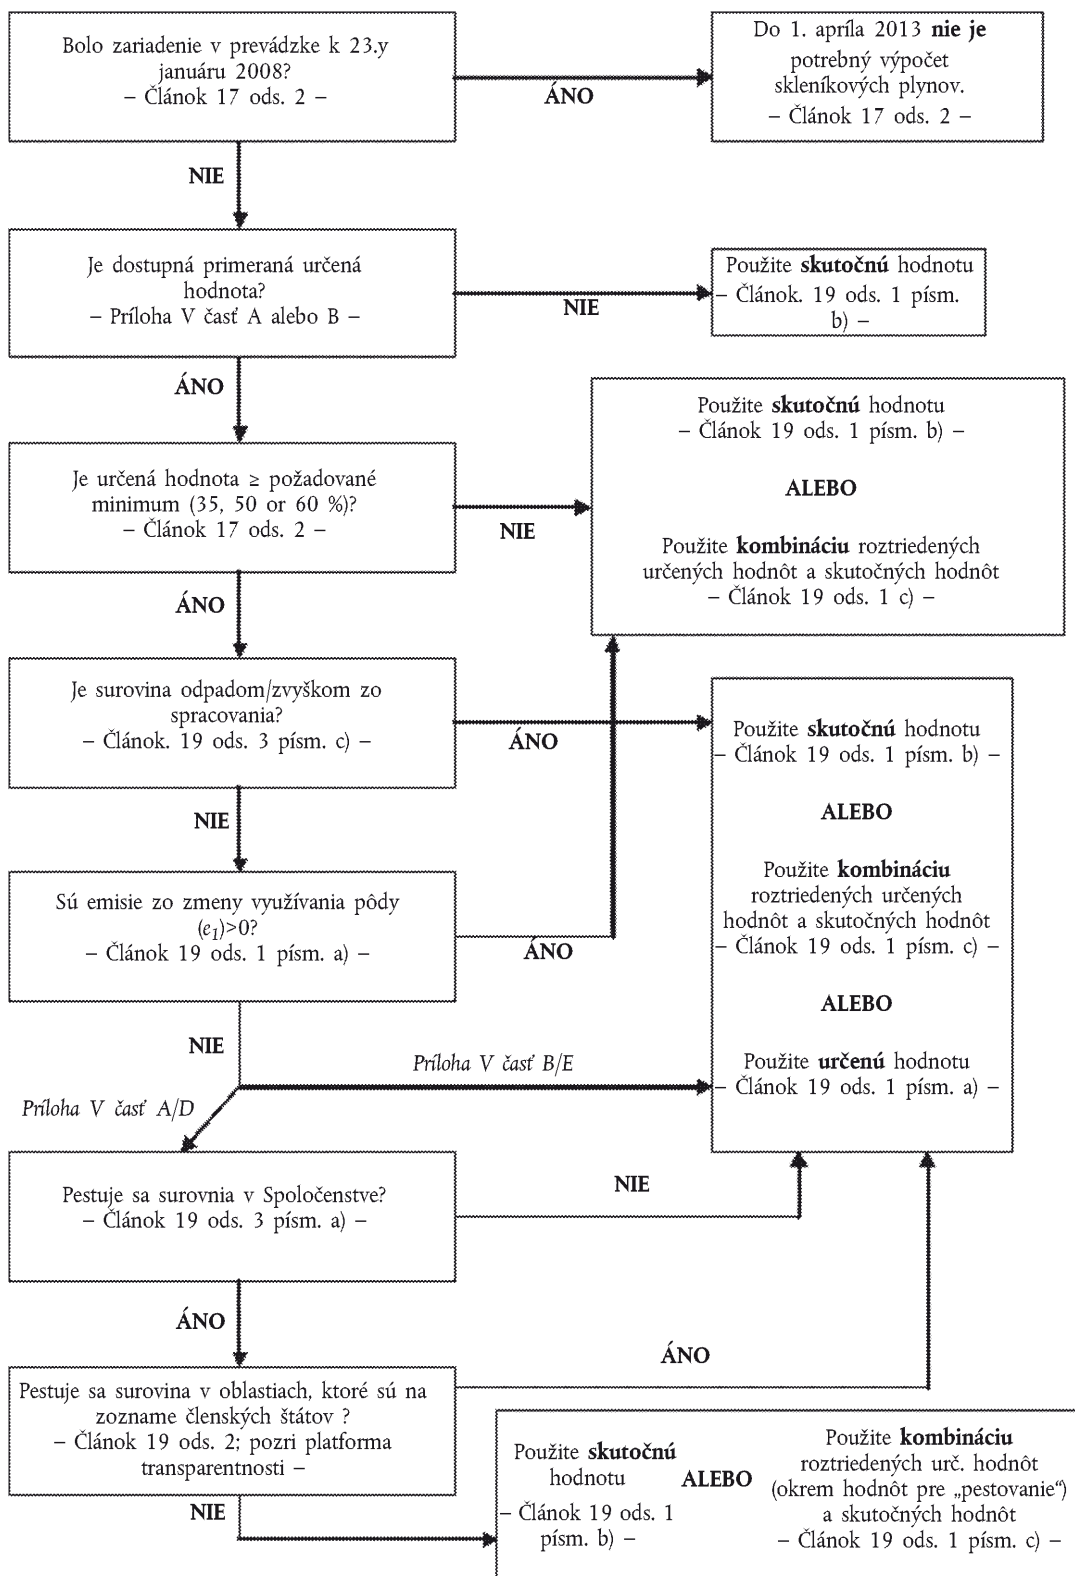 Bolo zariadenie v prevádzke k 23.y
januáru 2008?
– Článok 17 ods. 2 –
ÁNO
Do 1. apríla 2013 nie je
potrebný výpočet
skleníkových plynov.
– Článok 17 ods. 2 –
NIE
Je dostupná primeraná určená
hodnota?
– Príloha V časť A alebo B –
NIE
Použite skutočnú hodnotu
– Článok. 19 ods. 1 písm.
b) –
ÁNO
Je určená hodnota ≥ požadované
minimum (35, 50 or 60 %)?
– Článok 17 ods. 2 –
NIE
Použite skutočnú hodnotu
– Článok 19 ods. 1 písm. b) –
ALEBO
Použite kombináciu roztriedených
určených hodnôt a skutočných hodnôt
– Článok 19 ods. 1 c) –
ÁNO
Je surovina odpadom/zvyškom zo
spracovania?
– Článok. 19 ods. 3 písm. c) –
ÁNO
Použite skutočnú hodnotu
– Článok 19 ods. 1 písm. b) –
ALEBO
Použite kombináciu
roztriedených určených
hodnôt a skutočných hodnôt
– Článok 19 ods. 1 písm. c) –
ALEBO
Použite určenú hodnotu
– Článok 19 ods. 1 písm. a) –
NIE
Sú emisie zo zmeny využívania pôdy
(e1)>0?
– Článok 19 ods. 1 písm. a) –
ÁNO
NIE
Príloha V časť B/E
Príloha V časť A/D
Pestuje sa surovnia v Spoločenstve?
– Článok 19 ods. 3 písm. a) –
NIE
ÁNO
Pestuje sa surovina v oblastiach, ktoré sú na
zozname členských štátov ?
– Článok 19 ods. 2; pozri platforma
transparentnosti –
ÁNO
NIE
Použite skutočnú
hodnotu
– Článok 19 ods. 1
písm. b) –
ALEBO
Použite kombináciu
roztriedených urč. hodnôt
(okrem hodnôt pre „pestovanie“)
a skutočných hodnôt
– Článok 19 ods. 1 písm. c) –